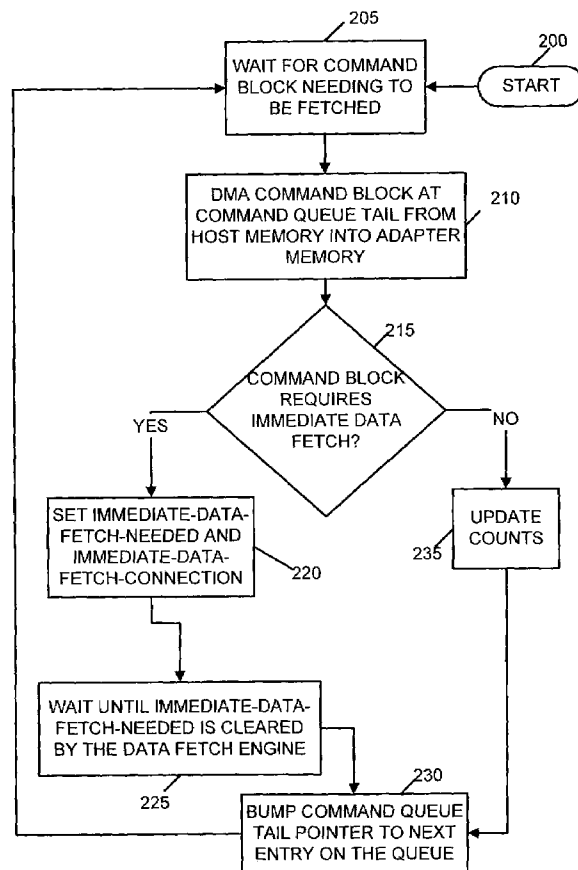 205
200
WAIT FOR COMMAND
BLOCK NEEDING TO
BE FETCHED
START
DMA COMMAND BLOCK AT
COMMAND QUEUE TAIL FROM
HOST MEMORY INTO ADAPTER
MEMORY
210
215
COMMAND BLOCK
REQUIRES
IMMEDIATE DATA
FETCH?
YES
NO
SET IMMEDIATE-DATA-
FETCH-NEEDED AND
IMMEDIATE-DATA-
FETCH-CONNECTION
220
UPDATE
COUNTS
235
WAIT UNTIL IMMEDIATE-DATA-
FETCH-NEEDED IS CLEARED
BY THE DATA FETCH ENGINE
225
230
BUMP COMMAND QUEUE
TAIL POINTER TO NEXT
ENTRY ON THE QUEUE